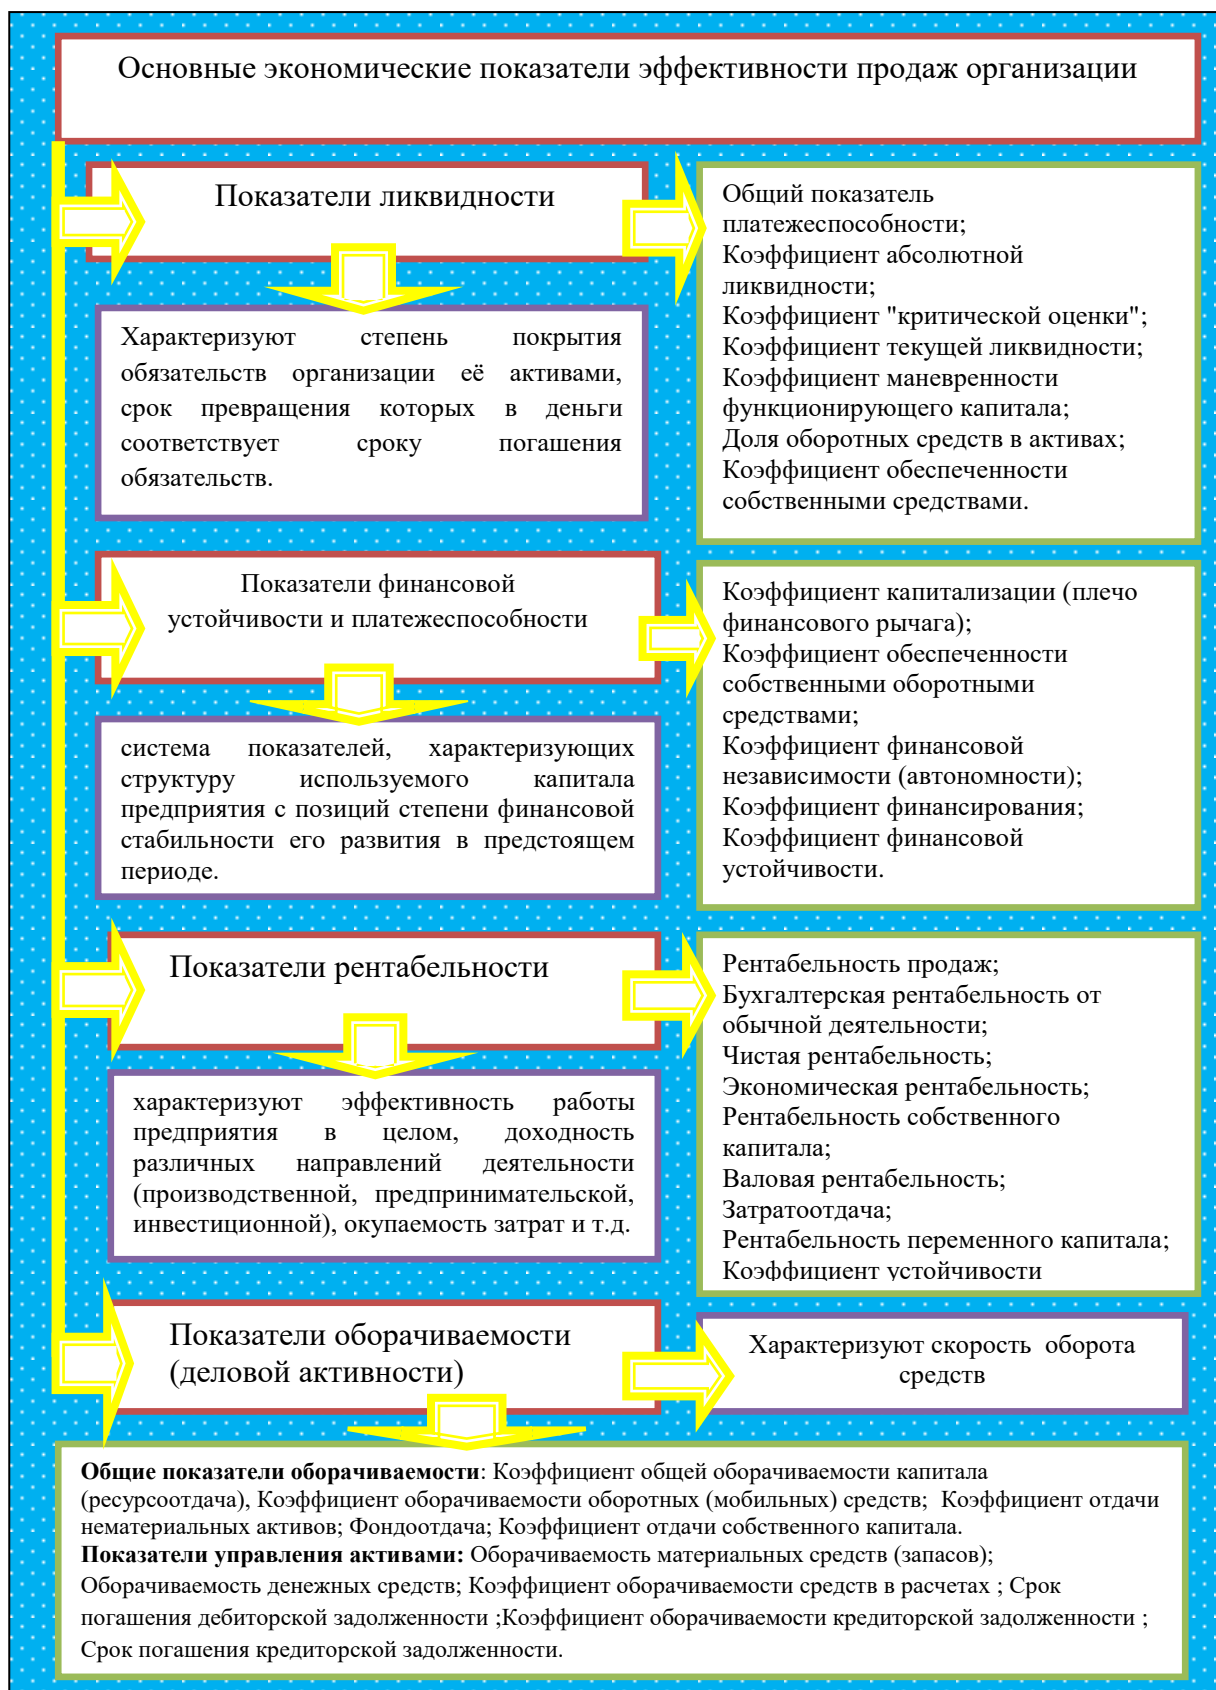 Основные экономические показатели эффективности продаж организации
Показатели ликвидности
Общий показатель
платежеспособности;
Коэффициент абсолютной
ликвидности;
Коэффициент "критической оценки";
Коэффициент текущей ликвидности;
Коэффициент маневренности
функционирующего капитала;
Доля оборотных средств в активах;
Коэффициент обеспеченности
собственными средствами.
Характеризуют степень покрытия
обязательств организации её активами,
срок превращения которых в деньги
соответствует сроку погашения
обязательств.
Показатели финансовой
устойчивости и платежеспособности
Коэффициент капитализации (плечо
финансового рычага);
Коэффициент обеспеченности
собственными оборотными
средствами;
Коэффициент финансовой
независимости (автономности);
Коэффициент финансирования;
Коэффициент финансовой
устойчивости.
система показателей, характеризующих
структуру используемого капитала
предприятия с позиций степени финансовой
стабильности его развития в предстоящем
периоде.
Показатели рентабельности
Рентабельность продаж;
Бухгалтерская рентабельность от
обычной деятельности;
Чистая рентабельность;
Экономическая рентабельность;
Рентабельность собственного
капитала;
Валовая рентабельность;
Затратоотдача;
Рентабельность переменного капитала;
Коэффициент устойчивости
характеризуют эффективность работы
предприятия в целом, доходность
различных направлений деятельности
(производственной, предпринимательской,
инвестиционной), окупаемость затрат и т.д.
Показатели оборачиваемости
(деловой активности)
Характеризуют скорость оборота
средств
Общие показатели оборачиваемости: Коэффициент общей оборачиваемости капитала
(ресурсоотдача), Коэффициент оборачиваемости оборотных (мобильных) средств; Коэффициент отдачи
нематериальных активов; Фондоотдача; Коэффициент отдачи собственного капитала.
Показатели управления активами: Оборачиваемость материальных средств (запасов);
Оборачиваемость денежных средств; Коэффициент оборачиваемости средств в расчетах ; Срок
погашения дебиторской задолженности ;Коэффициент оборачиваемости кредиторской задолженности ;
Срок погашения кредиторской задолженности.